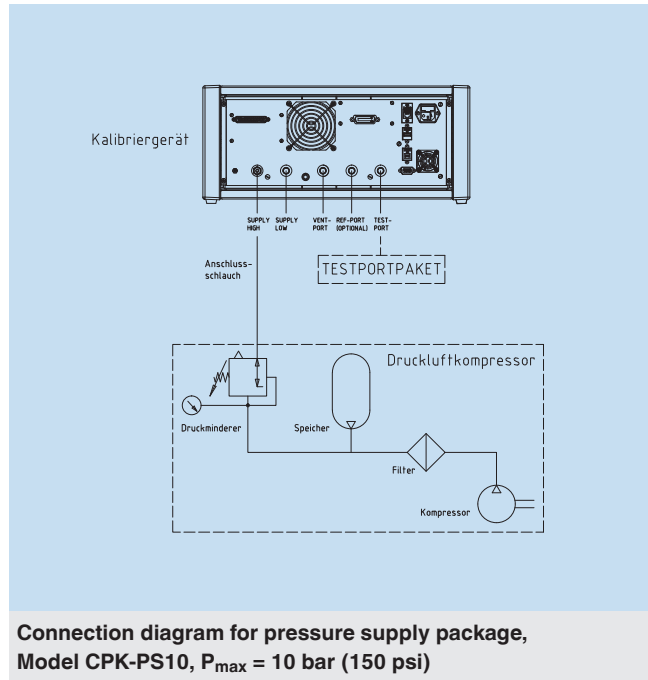 Kalibriergerät
SUPPLY SUPPLY VENT- REF-PORT TEST-
HIGH LOW PORT (OPTIONAL) PORT
Anschluss-
schlauch
TESTPORTPAKET
Druckluftkompressor
Druckminderer
Speicher
Filter
Kompressor
Connection diagram for pressure supply package,
Model CPK-PS10, Pmax = 10 bar (150 psi)